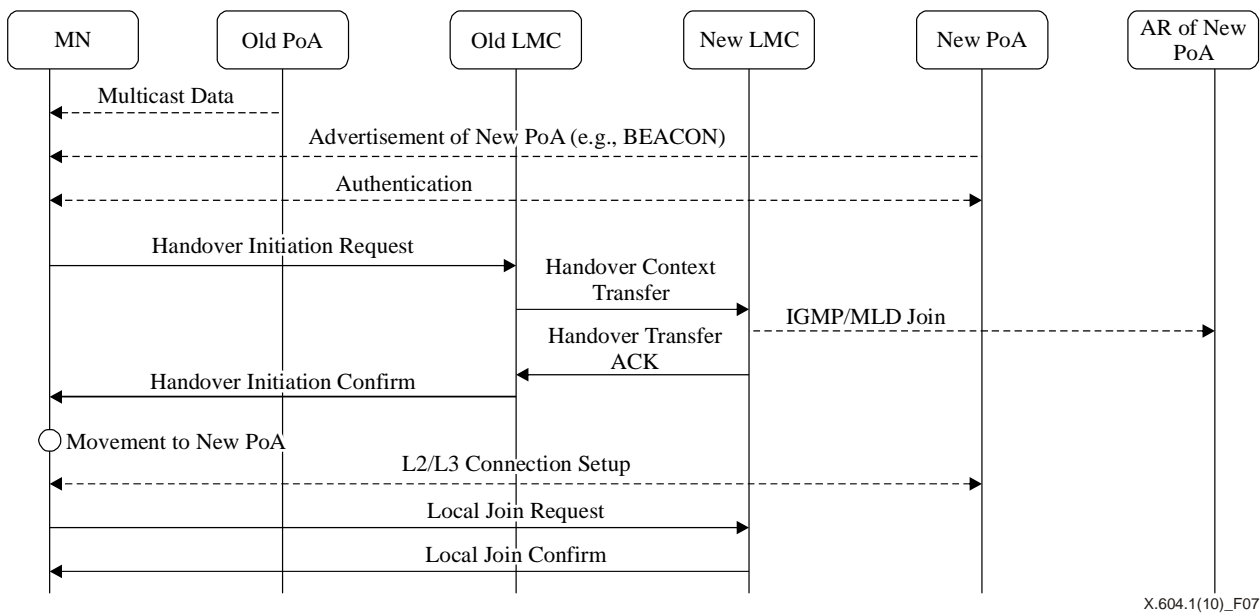 MN
Old PoA
Old LMC
New LMC
New PoA
AR of New
PoA
Multicast Data
Advertisement of New PoA (e.g., BEACON)
Authentication
Handover Initiation Request
Handover Context
Transfer
IGMP/MLD Join
Handover Transfer
ACK
Handover Initiation Confirm
Movement to New PoA
L2/L3 Connection Setup
Local Join Request
Local Join Confirm
X.604.1(10)_F07